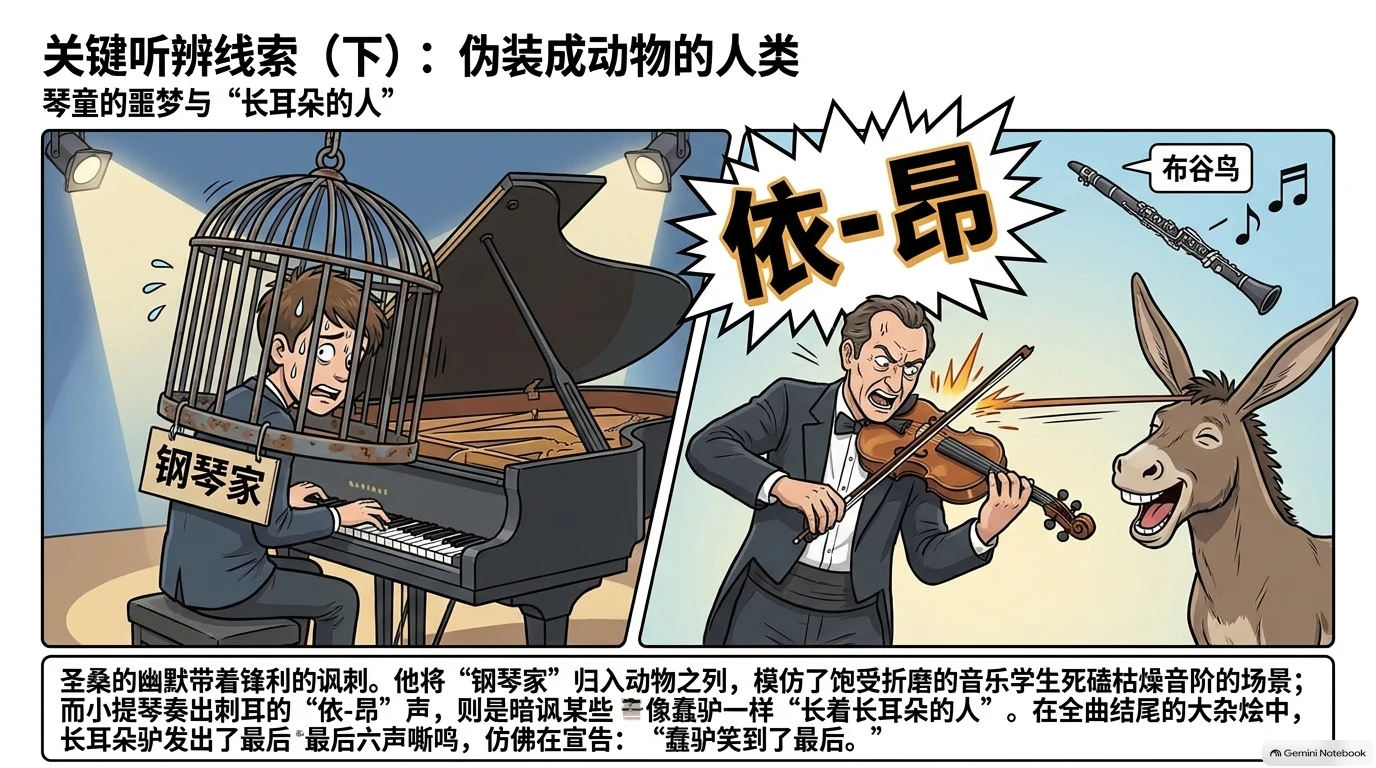 关键听辨线索（下）：伪装成动物的人类
琴童的噩梦与“长耳朵的人”
依-昂
布谷鸟
钢琴家
圣桑的幽默带着锋利的讽刺。他将“钢琴家”归入动物之列，模仿了饱受折磨的音乐学生死磕枯燥音阶的场景；
而小提琴奏出刺耳的“依-昂”声，则是暗讽某些 像蠢驴一样“长着长耳朵的人”。在全曲结尾的大杂烩中，
长耳朵驴发出了最后 最后六声嘶鸣，仿佛在宣告：“蠢驴笑到了最后。”
Gemini Notebook